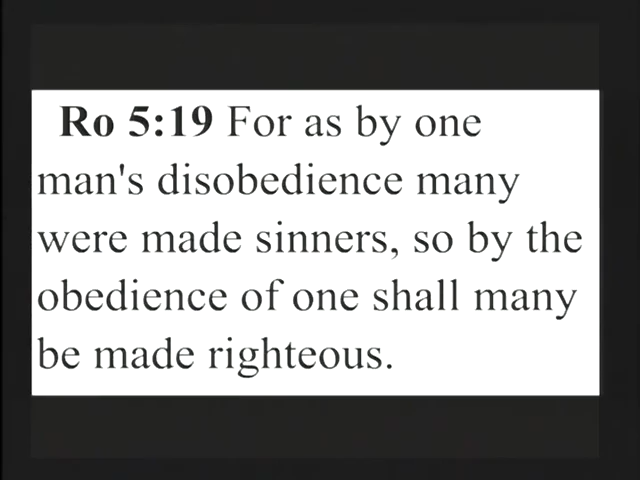 Ro 5:19 For as by one
man's disobedience many
were made sinners, so by the
obedience of one shall many
be made righteous.